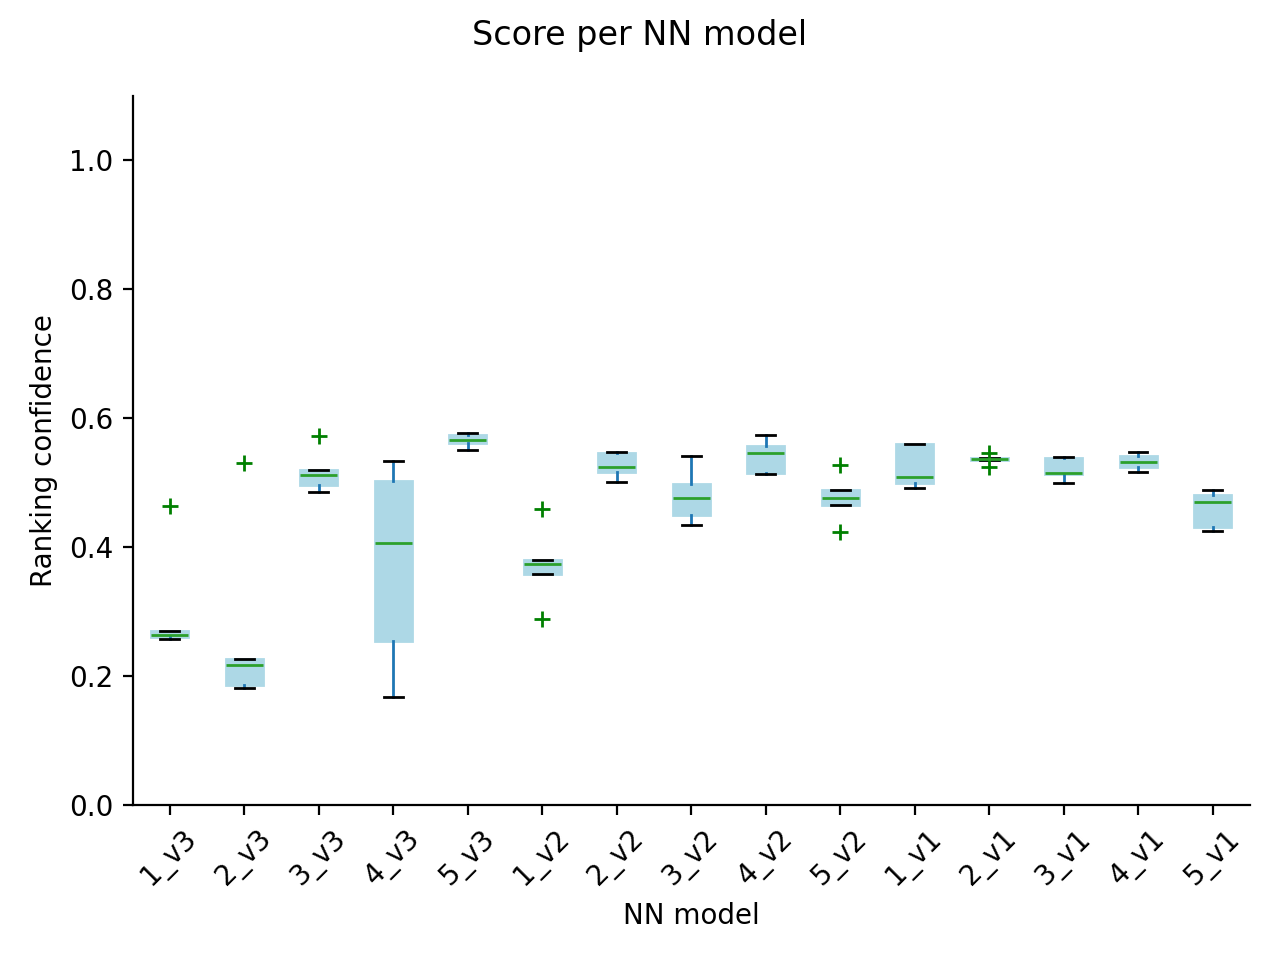 Score per NN model
Ranking confidence
1.0
0.8
0.6
0.4
0.2
0.0
1_v3
2_v3
3_v3
4_v3
5_v3
1_v2
2_v2
3_v2
4_v2
5_v2
1_v1
2_v1
3_v1
4_v1
5_v1
NN model